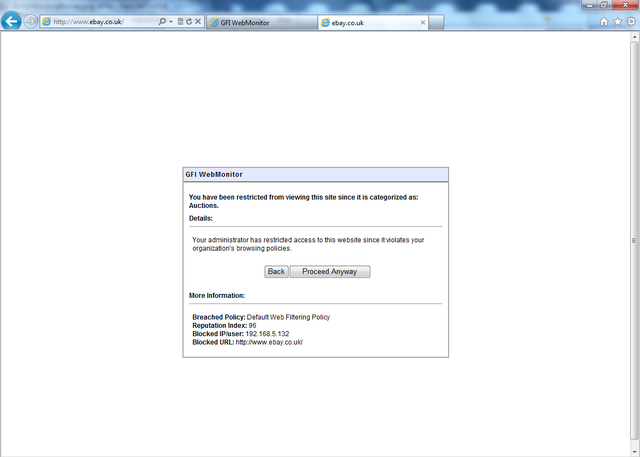 http://www.ebay.co.uk/
GFI WebMonitor
ebay.co.uk
GFI WebMonitor
You have been restricted from viewing this site since it is categorized as:
Auctions.
Details:
Your administrator has restricted access to this website since it violates your
organization's browsing policies.
Back
Proceed Anyway
More Information:
Breached Policy: Default Web Filtering Policy
Reputation Index: 96
Blocked IP/user: 192.168.5.132
Blocked URL: http://www.ebay.co.uk/